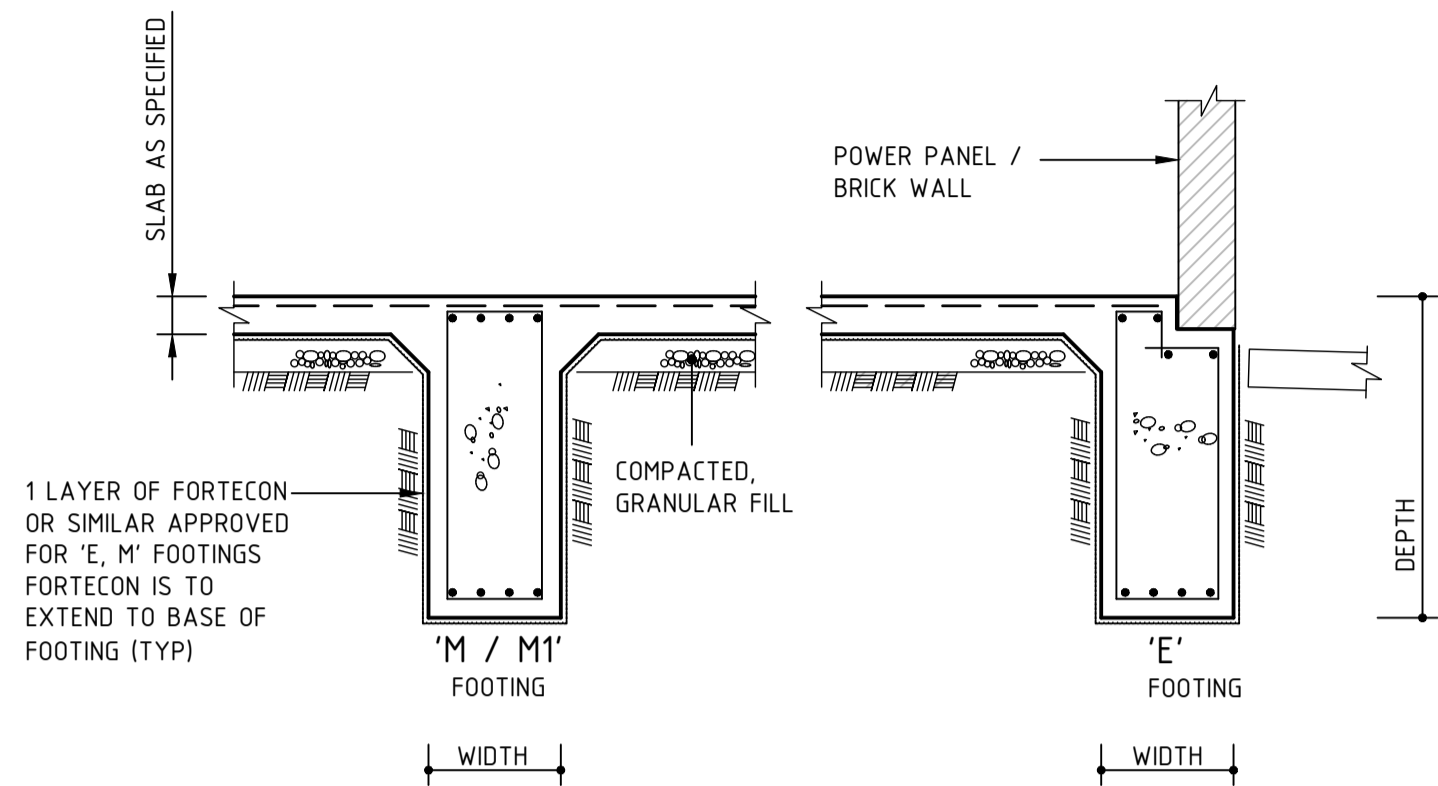 SLAB AS SPECIFIED
POWER PANEL /
BRICK WALL
COMPACTED,
GRANULAR FILL
1 LAYER OF FORTECON
OR SIMILAR APPROVED
FOR 'E, M' FOOTINGS
FORTECON IS TO
EXTEND TO BASE OF
FOOTING (TYP)
'M / M1'
FOOTING
'E'
FOOTING
DEPTH
WIDTH
WIDTH